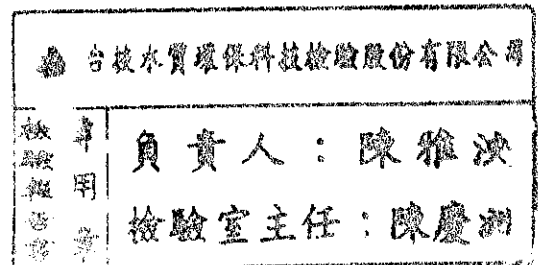 台技水質環保科技檢驗股份有限公司
檢驗報告
專用章
負責人：陳雅泱
檢驗室主任：陳慶洲